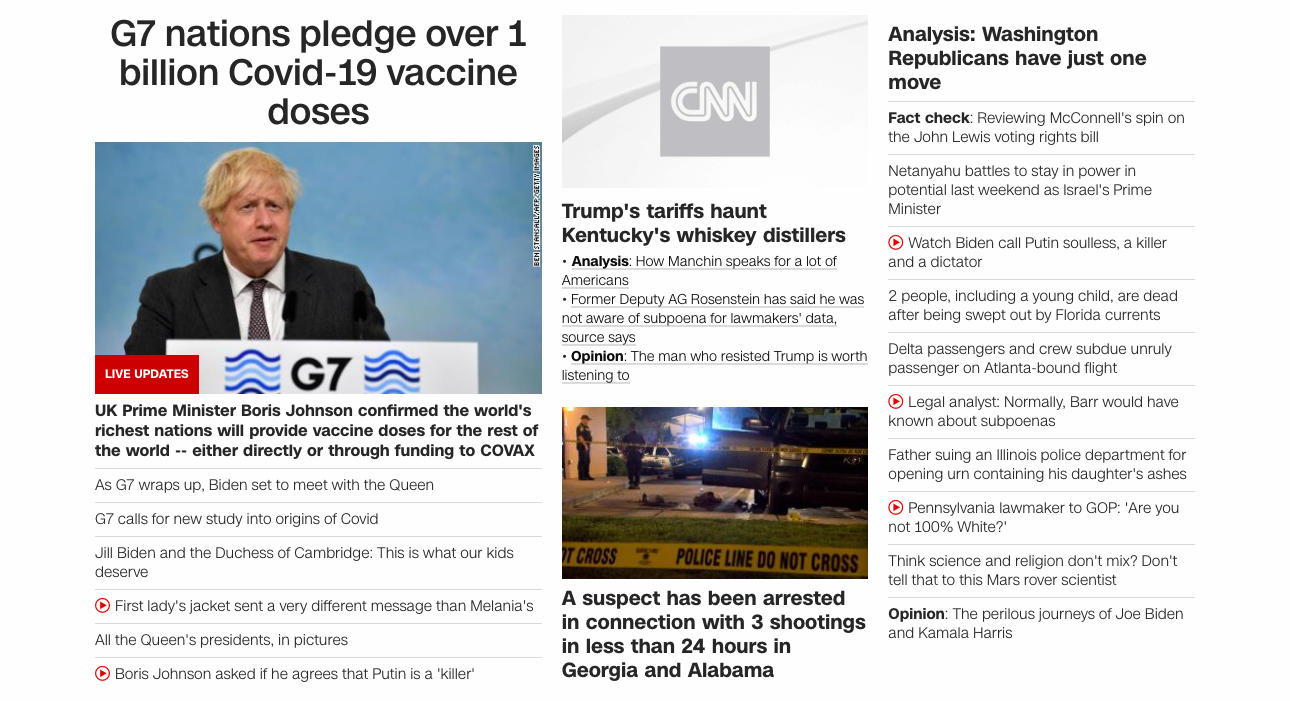 G7 nations pledge over 1
billion Covid-19 vaccine
doses
BEN STANSALL/AFP/GETTY IMAGES
G7
LIVE UPDATES
UK Prime Minister Boris Johnson confirmed the world's
richest nations will provide vaccine doses for the rest of
the world -- either directly or through funding to COVAX
As G7 wraps up, Biden set to meet with the Queen
G7 calls for new study into origins of Covid
Jill Biden and the Duchess of Cambridge: This is what our kids
deserve
First lady's jacket sent a very different message than Melania's
All the Queen's presidents, in pictures
Boris Johnson asked if he agrees that Putin is a 'killer'
CNN
Trump's tariffs haunt
Kentucky's whiskey distillers
• Analysis: How Manchin speaks for a lot of
Americans
• Former Deputy AG Rosenstein has said he was
not aware of subpoena for lawmakers' data,
source says
• Opinion: The man who resisted Trump is worth
listening to
OT CROSS POLICE LINE DO NOT CROSS
A suspect has been arrested
in connection with 3 shootings
in less than 24 hours in
Georgia and Alabama
Analysis: Washington
Republicans have just one
move
Fact check: Reviewing McConnell's spin on
the John Lewis voting rights bill
Netanyahu battles to stay in power in
potential last weekend as Israel's Prime
Minister
Watch Biden call Putin soulless, a killer
and a dictator
2 people, including a young child, are dead
after being swept out by Florida currents
Delta passengers and crew subdue unruly
passenger on Atlanta-bound flight
Legal analyst: Normally, Barr would have
known about subpoenas
Father suing an Illinois police department for
opening urn containing his daughter's ashes
Pennsylvania lawmaker to GOP: 'Are you
not 100% White?'
Think science and religion don't mix? Don't
tell that to this Mars rover scientist
Opinion: The perilous journeys of Joe Biden
and Kamala Harris